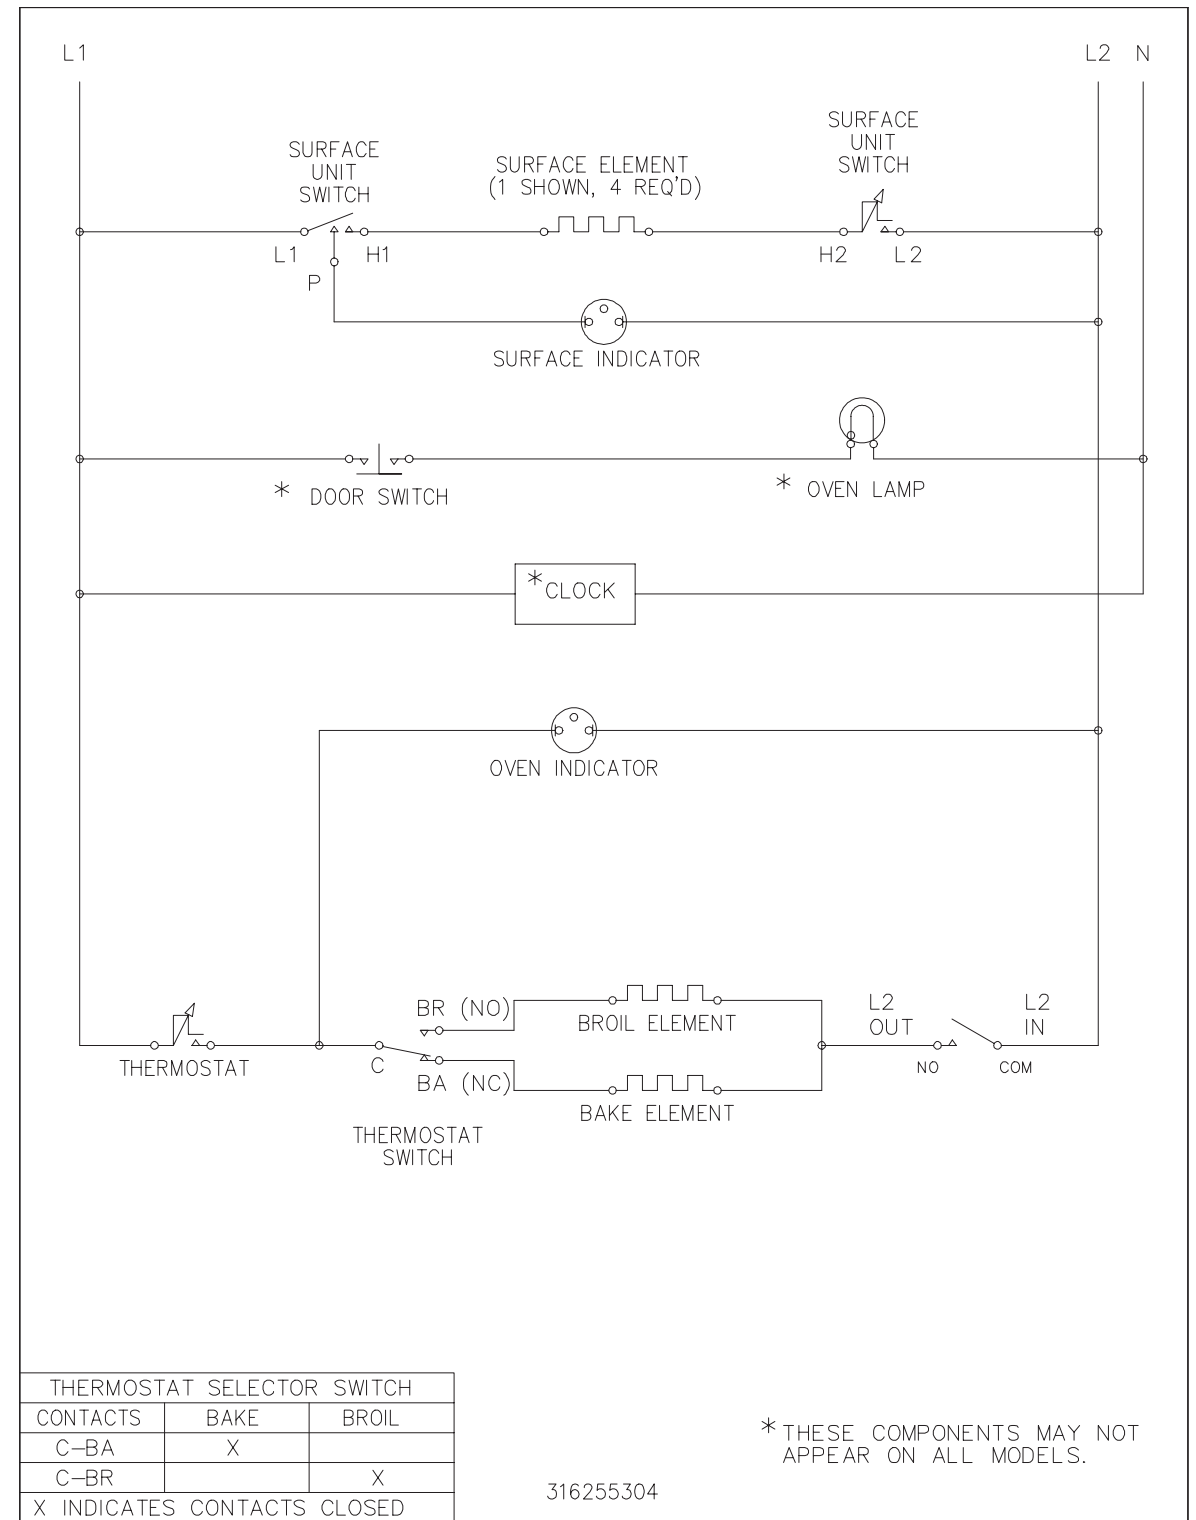 L1
L2 N
SURFACE
UNIT
SWITCH
SURFACE ELEMENT
(1 SHOWN, 4 REQ'D)
SURFACE
UNIT
SWITCH
L1
H1
H2
L2
P
SURFACE INDICATOR
* DOOR SWITCH
* OVEN LAMP
*CLOCK
OVEN INDICATOR
BR (NO)
BROIL ELEMENT
L2
OUT
L2
IN
THERMOSTAT
C
BA (NC)
NO
COM
BAKE ELEMENT
THERMOSTAT
SWITCH
THERMOSTAT SELECTOR SWITCH
CONTACTS BAKE BROIL
C-BA X
C-BR X
X INDICATES CONTACTS CLOSED
* THESE COMPONENTS MAY NOT
APPEAR ON ALL MODELS.
316255304